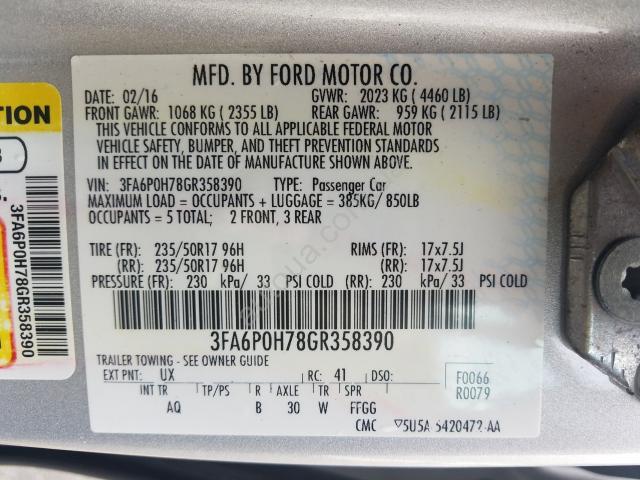 MFD. BY FORD MOTOR CO.
DATE: 02/16 GVWR: 2023 KG ( 4460 LB)
FRONT GAWR: 1068 KG ( 2355 LB) REAR GAWR: 959 KG ( 2115 LB)
THIS VEHICLE CONFORMS TO ALL APPLICABLE FEDERAL MOTOR
VEHICLE SAFETY, BUMPER, AND THEFT PREVENTION STANDARDS
IN EFFECT ON THE DATE OF MANUFACTURE SHOWN ABOVE.
VIN: 3FA6P0H78GR358390 TYPE: Passenger Car
MAXIMUM LOAD = OCCUPANTS + LUGGAGE = 385KG/ 850LB
OCCUPANTS = 5 TOTAL; 2 FRONT, 3 REAR
TIRE (FR): 235/50R17 96H RIMS (FR): 17x7.5J
(RR): 235/50R17 96H (RR): 17x7.5J
PRESSURE (FR): 230 kPa/ 33 PSI COLD (RR): 230 kPa/ 33 PSI COLD
3FA6P0H78GR358390
TRAILER TOWING - SEE OWNER GUIDE
EXT PNT: UX RC: 41 DSO: F0066
R0079
INT TR TP/PS R AXLE TR SPR
AQ B 30 W FFGG
CMC 5U5A 5420472 AA
TION
3FA6P0H78GR358390